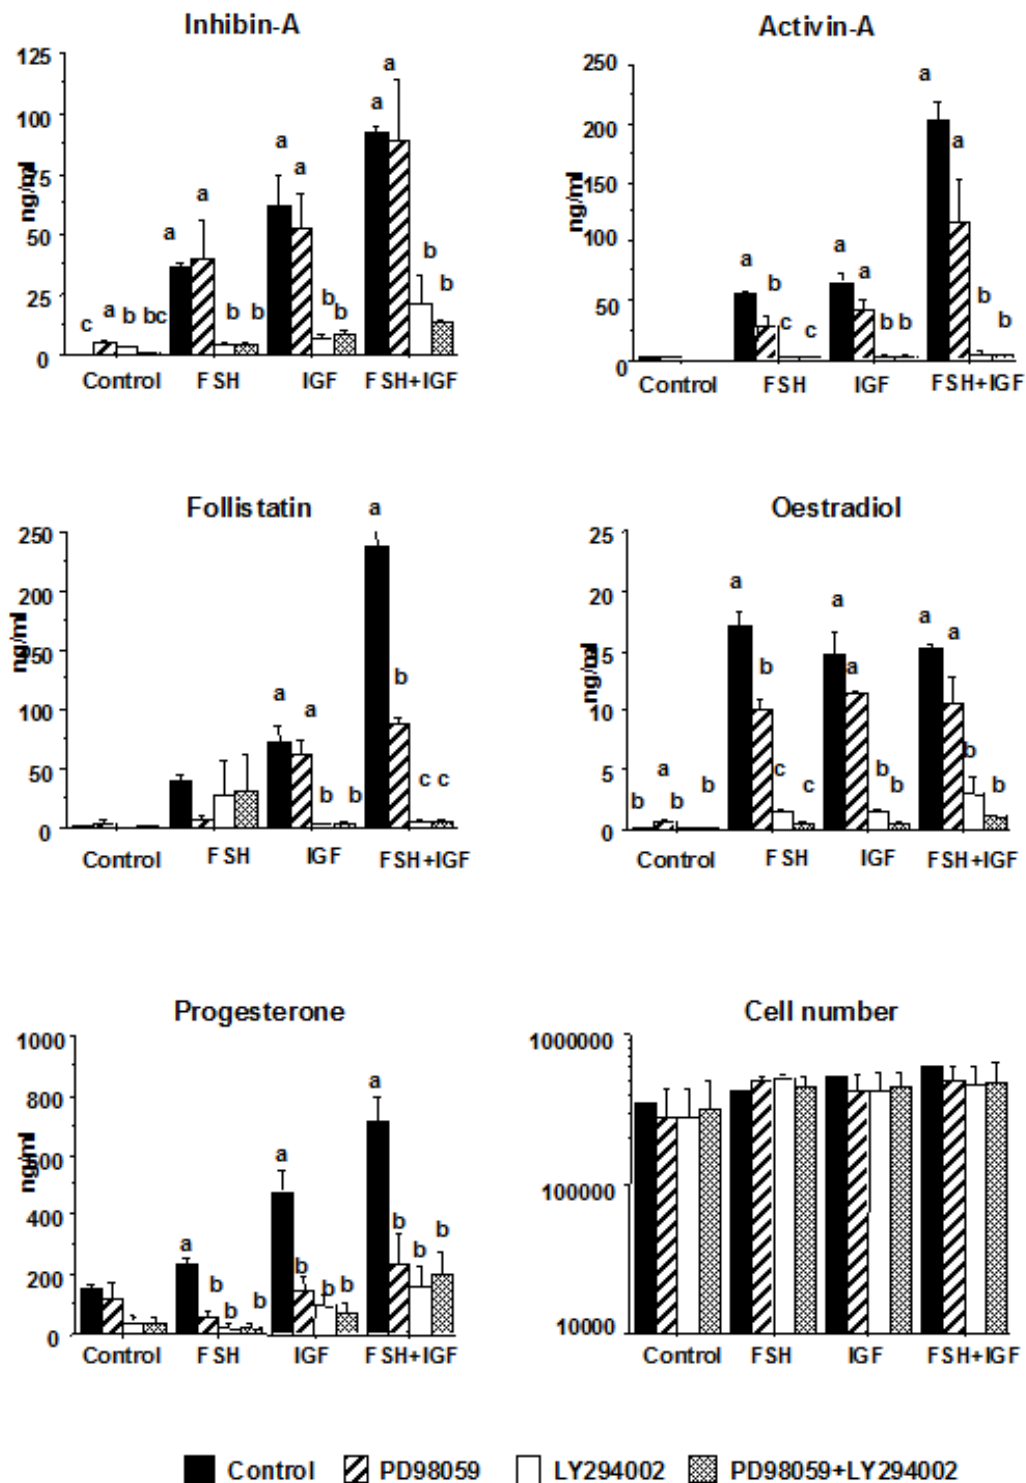 Inhibin-A
125
100
75
50
25
0
ng/ml
a
a
a
a
a
a
c a b bc
b b
b b
b
b
Control FSH IGF FSH+IGF
Activin-A
250
200
150
100
50
0
ng/ml
a
a
a
b
c
c
a
a
b b
b
b
Control FSH IGF FSH+IGF
Follistatin
250
200
150
100
50
0
ng/ml
a
a
a
b
b b
c c
Control FSH IGF FSH+IGF
Oestradiol
25
20
15
10
5
0
ng/ml
b a b b
a
b
c
c
a
a
b
b
a
a
b
b
Control FSH IGF FSH+IGF
Progesterone
1000
800
600
400
200
0
ng/ml
a
b
b
b
a
b
b
b
a
b
b
b
Control FSH IGF FSH+IGF
Cell number
1000000
100000
10000
Control FSH IGF FSH+IGF
Control PD98059 LY294002 PD98059+LY294002